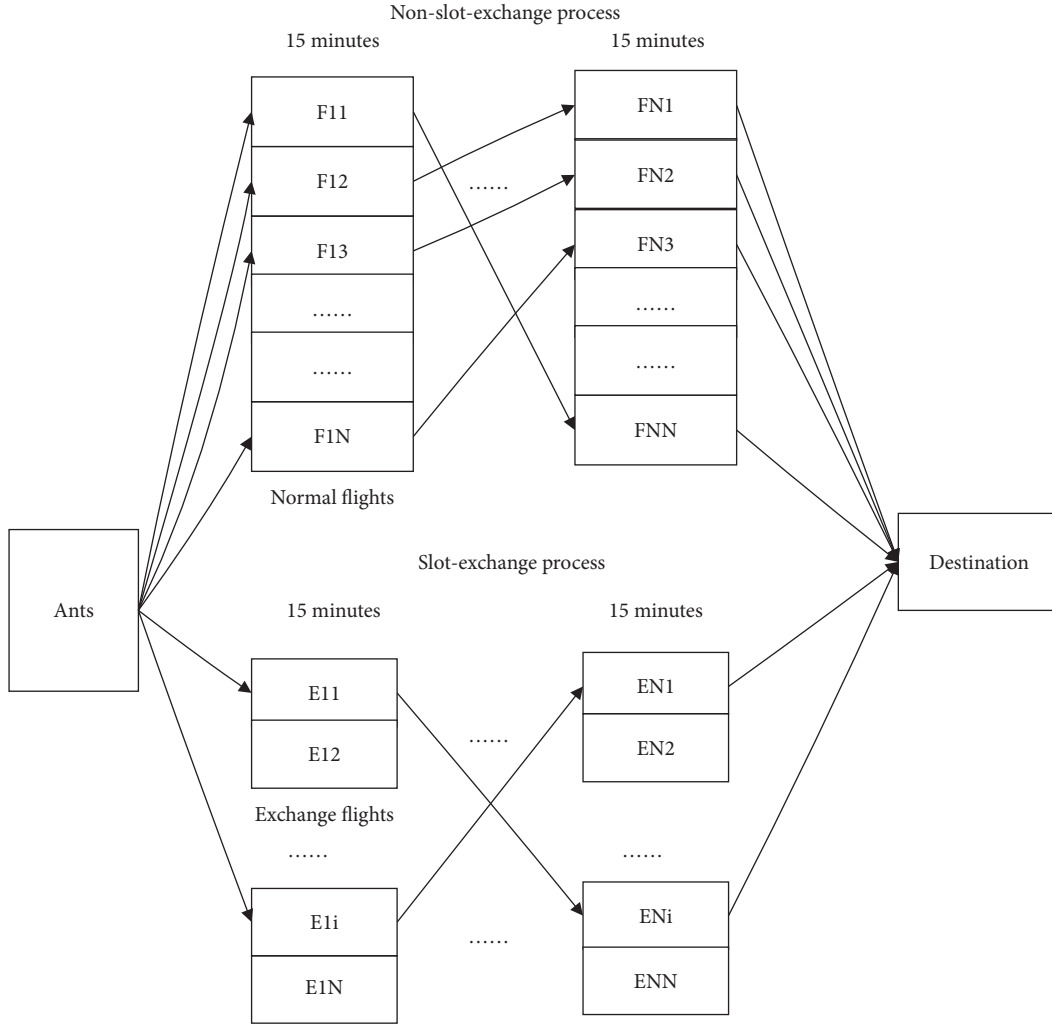 Non-slot-exchange process
15 minutes
15 minutes
F11
F12
F13
......
......
F1N
Normal flights
......
FN1
FN2
FN3
......
......
FNN
Ants
Destination
Slot-exchange process
15 minutes
15 minutes
E11
E12
Exchange flights
......
E1i
E1N
......
......
EN1
EN2
......
ENi
ENN